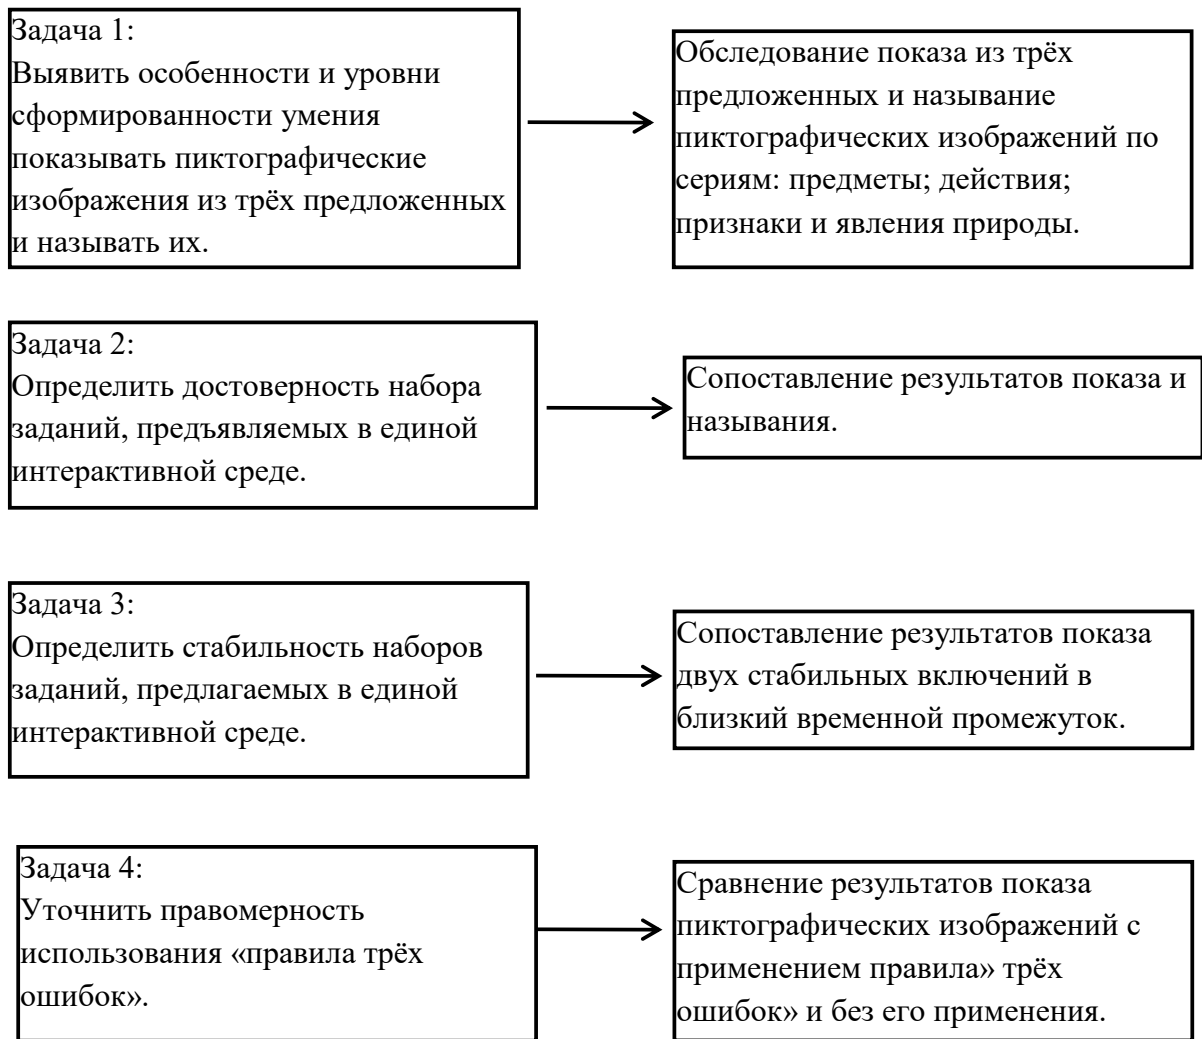 Задача 1:
Выявить особенности и уровни
сформированности умения
показывать пиктографические
изображения из трёх предложенных
и называть их.
Обследование показа из трёх
предложенных и называние
пиктографических изображений по
сериям: предметы; действия;
признаки и явления природы.
Задача 2:
Определить достоверность набора
заданий, предъявляемых в единой
интерактивной среде.
Сопоставление результатов показа и
называния.
Задача 3:
Определить стабильность наборов
заданий, предлагаемых в единой
интерактивной среде.
Сопоставление результатов показа
двух стабильных включений в
близкий временной промежуток.
Задача 4:
Уточнить правомерность
использования «правила трёх
ошибок».
Сравнение результатов показа
пиктографических изображений с
применением правила» трёх
ошибок» и без его применения.